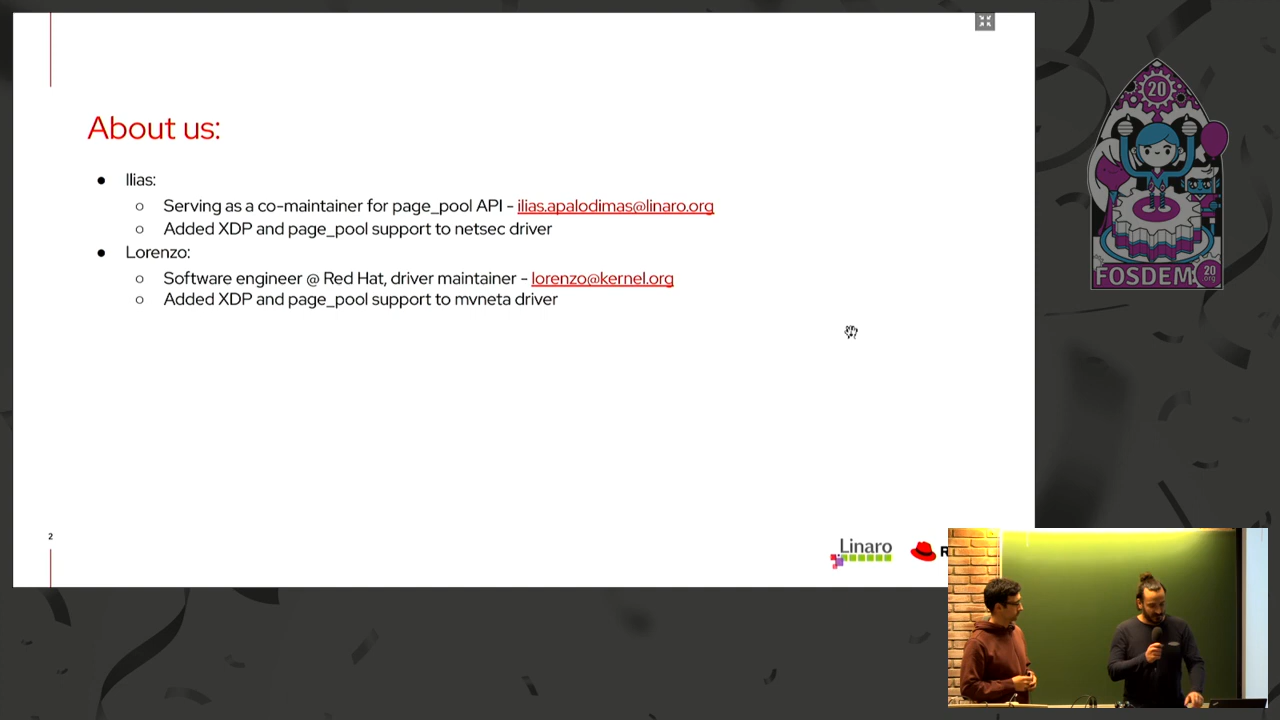 About us:
● Ilias:
○ Serving as a co-maintainer for page_pool API - ilias.apalodimas@linaro.org
○ Added XDP and page_pool support to netsec driver
● Lorenzo:
○ Software engineer @ Red Hat, driver maintainer - lorenzo@kernel.org
○ Added XDP and page_pool support to mvneta driver
2
Linaro
R
20
FOSDEM
20
.org